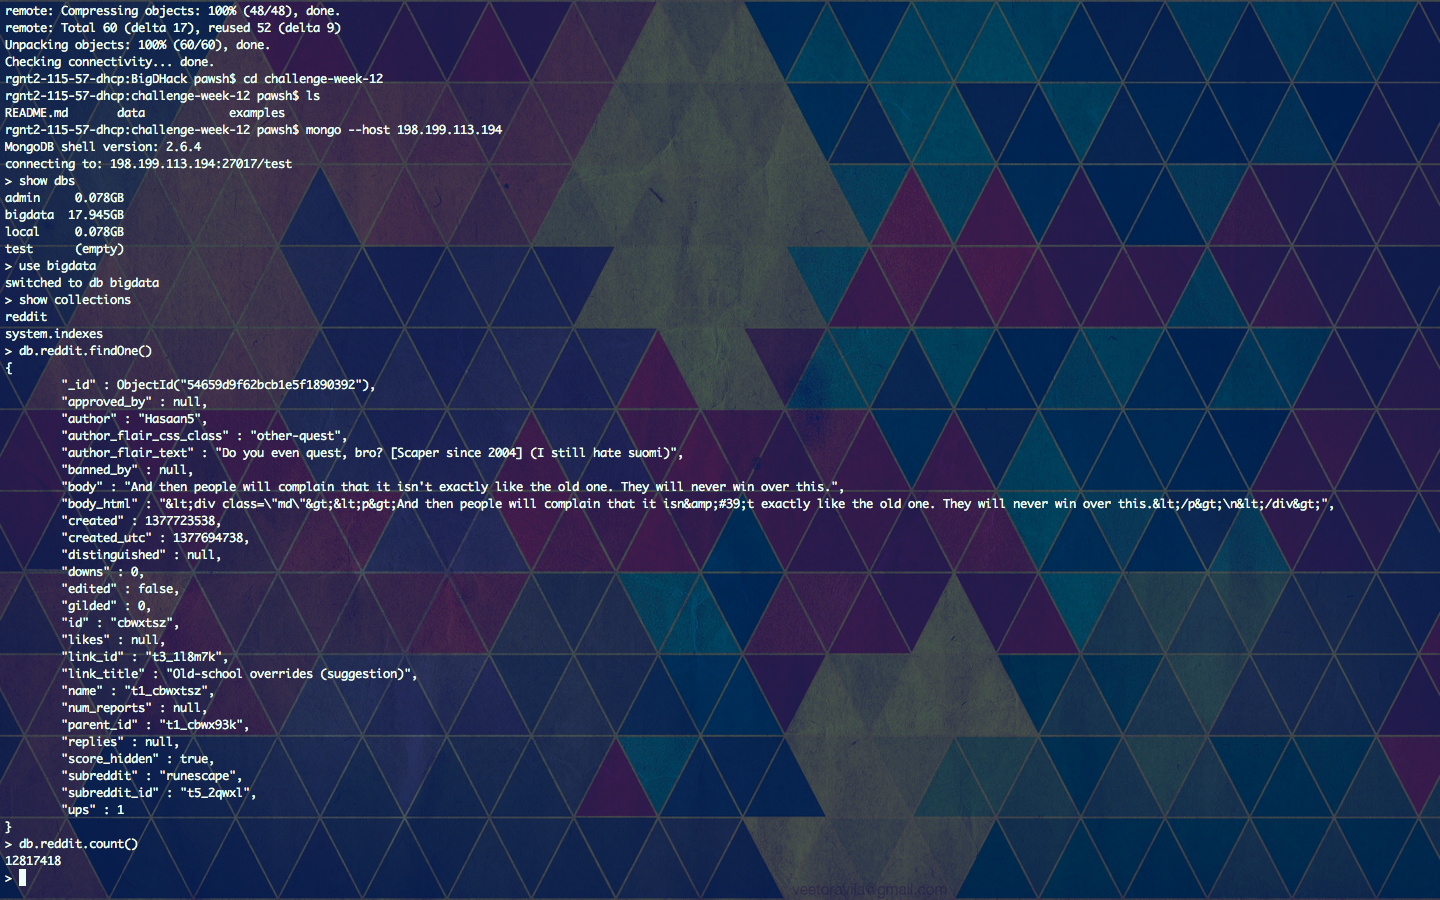 remote: Compressing objects: 100% (48/48), done.
remote: Total 60 (delta 17), reused 52 (delta 9)
Unpacking objects: 100% (60/60), done.
Checking connectivity... done.
rgnt2-115-57-dhcp:BigDHack pawsh$ cd challenge-week-12
rgnt2-115-57-dhcp:challenge-week-12 pawsh$ ls
README.md       data            examples
rgnt2-115-57-dhcp:challenge-week-12 pawsh$ mongo --host 198.199.113.194
MongoDB shell version: 2.6.4
connecting to: 198.199.113.194:27017/test
> show dbs
admin     0.078GB
bigdata  17.945GB
local     0.078GB
test      (empty)
> use bigdata
switched to db bigdata
> show collections
reddit
system.indexes
> db.reddit.findOne()
{
        "_id" : ObjectId("54659d9f62bcb1e5f1890392"),
        "approved_by" : null,
        "author" : "Hasaan5",
        "author_flair_css_class" : "other-quest",
        "author_flair_text" : "Do you even quest, bro? [Scaper since 2004] (I still hate suomi)",
        "banned_by" : null,
        "body" : "And then people will complain that it isn't exactly like the old one. They will never win over this.",
        "body_html" : "&lt;div class=\"md\"&gt;&lt;p&gt;And then people will complain that it isn&amp;#39;t exactly like the old one. They will never win over this.&lt;/p&gt;\n&lt;/div&gt;",
        "created" : 1377723538,
        "created_utc" : 1377694738,
        "distinguished" : null,
        "downs" : 0,
        "edited" : false,
        "gilded" : 0,
        "id" : "cbwxtsz",
        "likes" : null,
        "link_id" : "t3_1l8m7k",
        "link_title" : "Old-school overrides (suggestion)",
        "name" : "t1_cbwxtsz",
        "num_reports" : null,
        "parent_id" : "t1_cbwx93k",
        "replies" : null,
        "score_hidden" : true,
        "subreddit" : "runescape",
        "subreddit_id" : "t5_2qwxl",
        "ups" : 1
}
> db.reddit.count()
12817418
>